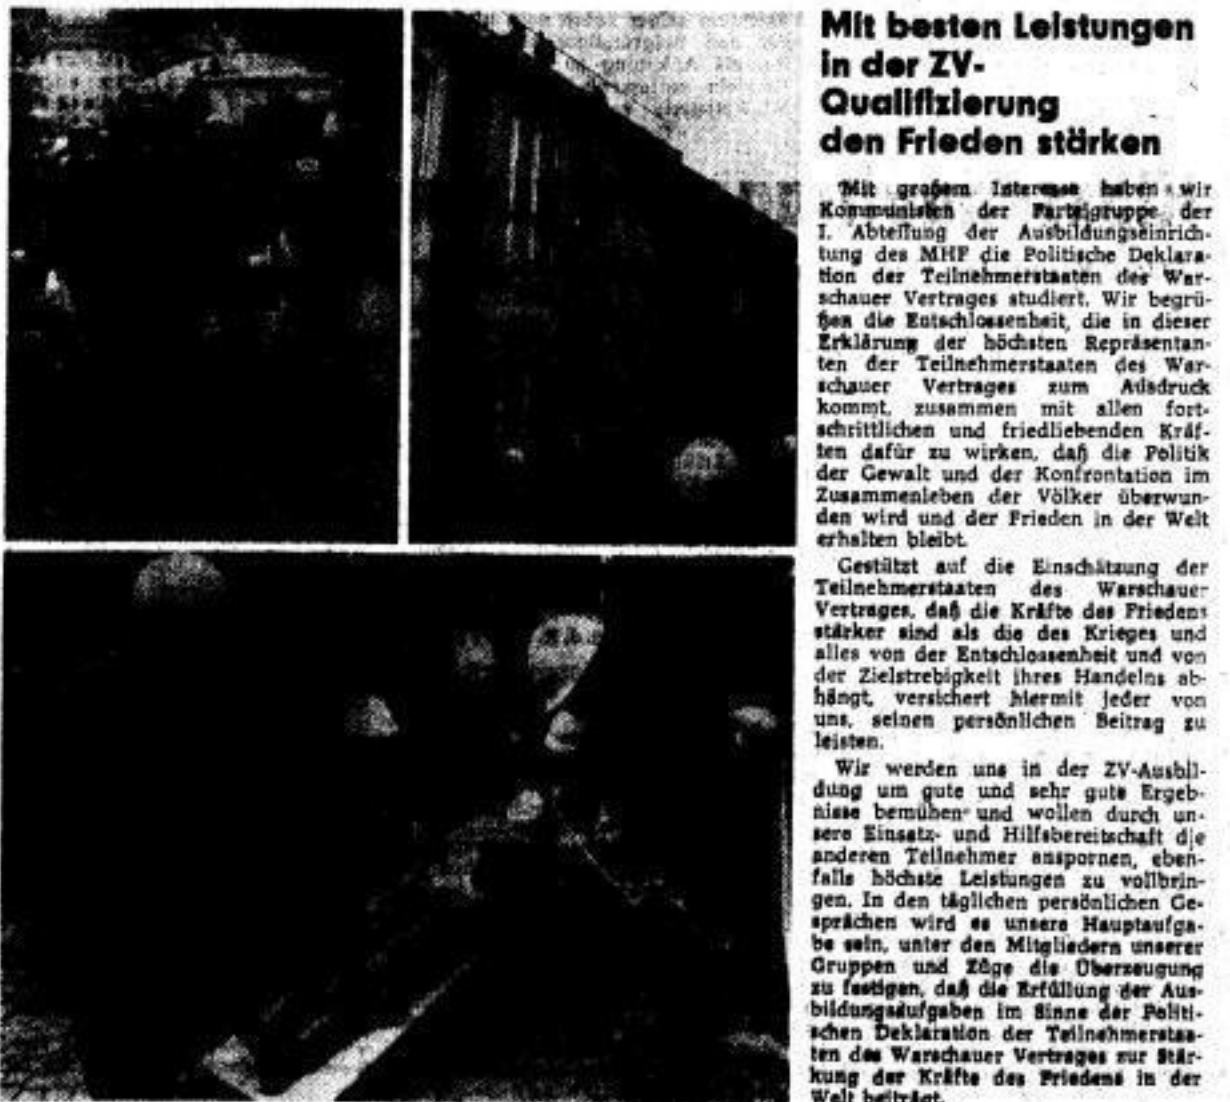 Mit besten Leistungen
in der ZV-
Qualifizierung
den Frieden stärken
Mit großem Interesse haben wir
Kommunisten der Parteigruppe der
I. Abteilung der Ausbildungseinrich-
tung des MHF die Politische Deklara-
tion der Teilnehmerstaaten des War-
schauer Vertrages studiert. Wir begrü-
ßen die Entschlossenheit, die in dieser
Erklärung der höchsten Repräsentan-
ten der Teilnehmerstaaten des War-
schauer Vertrages zum Ausdruck
kommt, zusammen mit allen fort-
schrittlichen und friedliebenden Kräf-
ten dafür zu wirken, daß die Politik
der Gewalt und der Konfrontation im
Zusammenleben der Völker überwun-
den wird und der Frieden in der Welt
erhalten bleibt.
Gestützt auf die Einschätzung der
Teilnehmerstaaten des Warschauer
Vertrages, daß die Kräfte des Friedens
stärker sind als die des Krieges und
alles von der Entschlossenheit und von
der Zielstrebigkeit ihres Handelns ab-
hängt, versichert hiermit jeder von
uns, seinen persönlichen Beitrag zu
leisten.
Wir werden uns in der ZV-Ausbil-
dung um gute und sehr gute Ergeb-
nisse bemühen und wollen durch un-
sere Einsatz- und Hilfsbereitschaft die
anderen Teilnehmer anspornen, eben-
falls höchste Leistungen zu vollbrin-
gen. In den täglichen persönlichen Ge-
sprächen wird es unsere Hauptaufga-
be sein, unter den Mitgliedern unserer
Gruppen und Züge die Überzeugung
zu festigen, daß die Erfüllung der Aus-
bildungsaufgaben im Sinne der Politi-
schen Deklaration der Teilnehmerstaa-
ten des Warschauer Vertrages zur Stär-
kung der Kräfte des Friedens in der
Welt beiträgt.